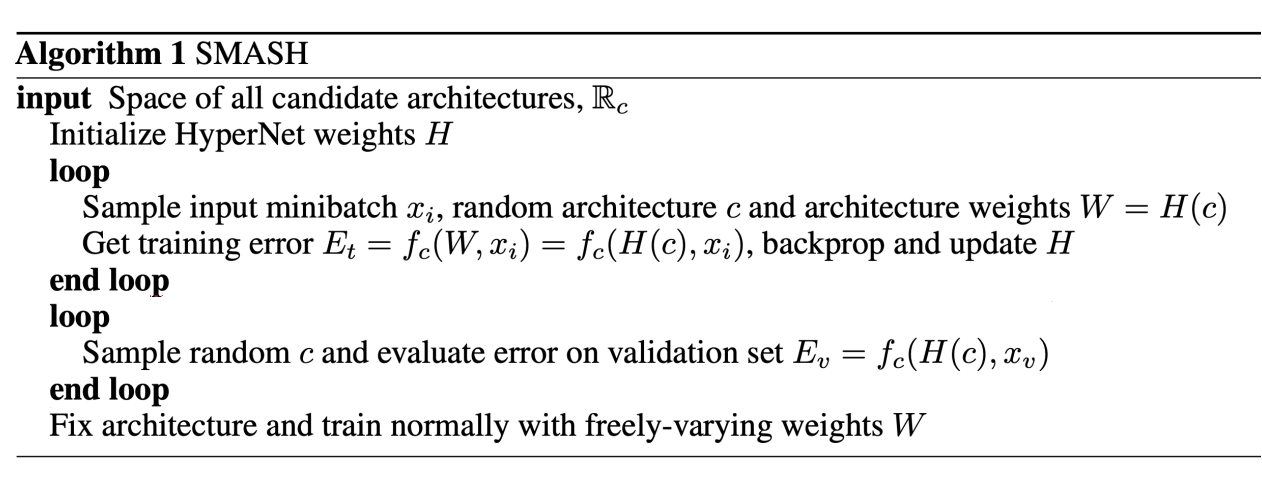 Algorithm 1 SMASH
input Space of all candidate architectures, ℝ_c
Initialize HyperNet weights H
loop
Sample input minibatch x_i, random architecture c and architecture weights W = H(c)
Get training error E_t = f_c(W, x_i) = f_c(H(c), x_i), backprop and update H
end loop
loop
Sample random c and evaluate error on validation set E_v = f_c(H(c), x_v)
end loop
Fix architecture and train normally with freely-varying weights W